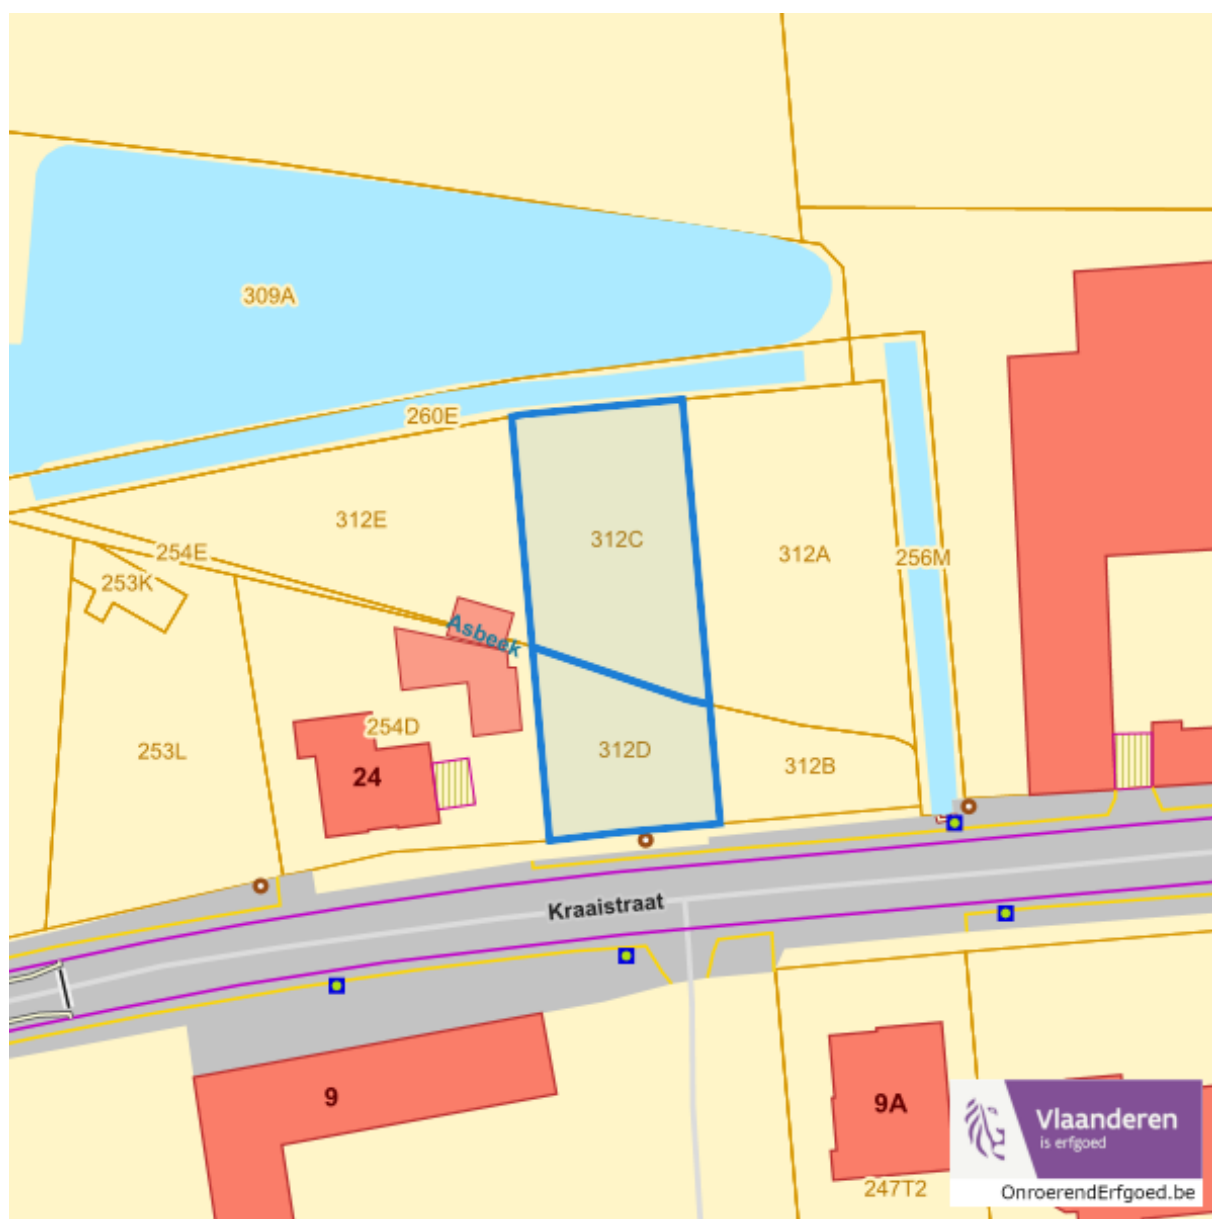 309A
260E
312E
312C
312A
254E
256M
253K
Asbeek
254D
253L
24
312D
312B
Kraaistraat
9
9A
247T2
Vlaanderen
is erfgoed
OnroerendErfgoed.be